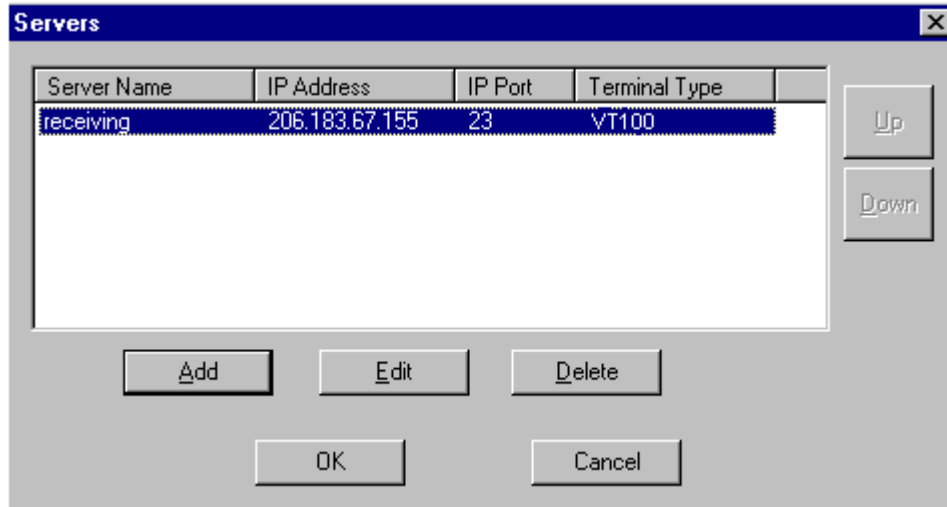 Servers
Server Name IP Address IP Port Terminal Type
receiving 206.183.67.155 23 VT100
Up
Down
Add Edit Delete
OK Cancel